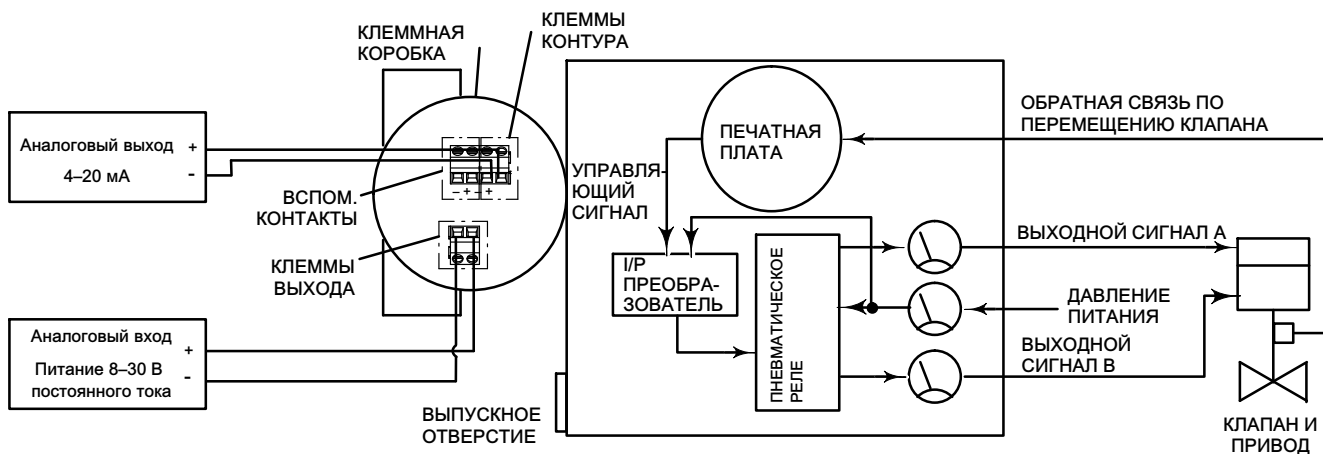 КЛЕММНАЯ
КОРОБКА
КЛЕММЫ
КОНТУРА
Аналоговый выход +
4–20 мА -
ВСПОМ.
КОНТАКТЫ
– + – +
КЛЕММЫ
ВЫХОДА
Аналоговый вход +
Питание 8–30 В -
постоянного тока
ВЫПУСКНОЕ
ОТВЕРСТИЕ
УПРАВЛЯ-
ЮЩИЙ
СИГНАЛ
ПЕЧАТНАЯ
ПЛАТА
I/P
ПРЕОБРА-
ЗОВАТЕЛЬ
ПНЕВМАТИЧЕСКОЕ
РЕЛЕ
ОБРАТНАЯ СВЯЗЬ ПО
ПЕРЕМЕЩЕНИЮ КЛАПАНА
ВЫХОДНОЙ СИГНАЛ A
ДАВЛЕНИЕ
ПИТАНИЯ
ВЫХОДНОЙ
СИГНАЛ B
КЛАПАН И
ПРИВОД